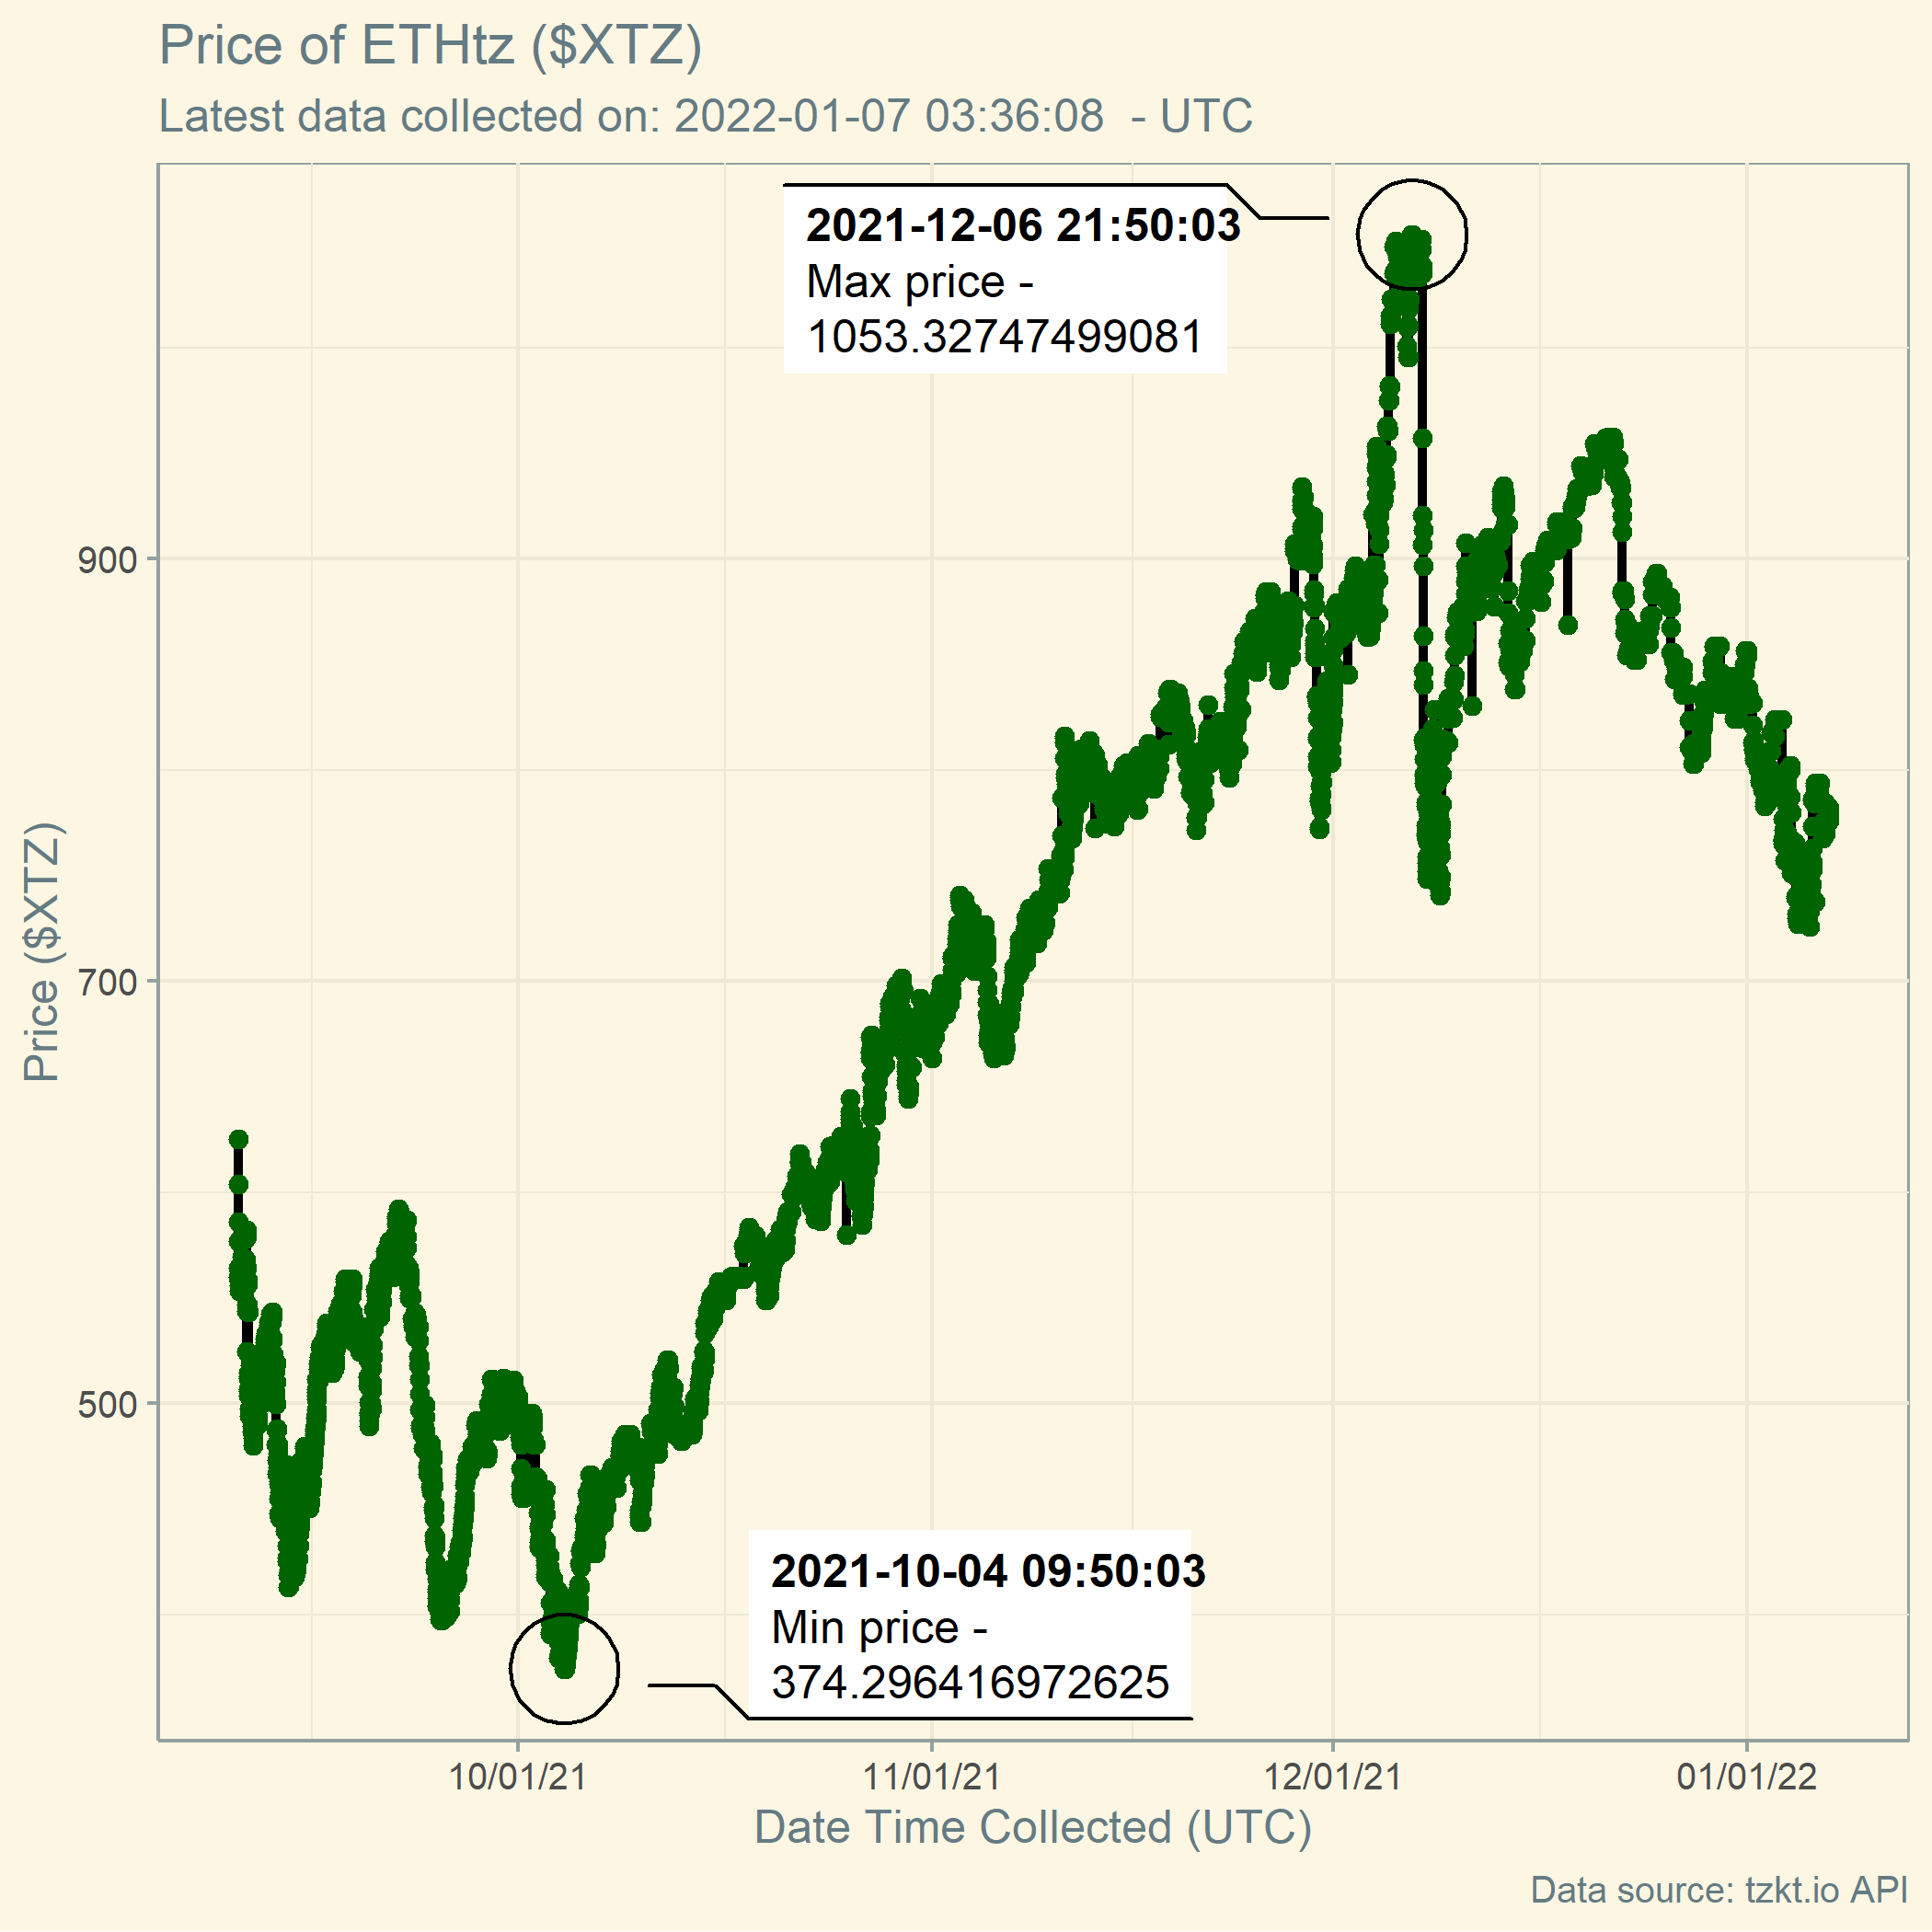 Price of ETHtz ($XTZ)
Latest data collected on: 2022-01-07 03:36:08  - UTC
2021-12-06 21:50:03
Max price -
1053.32747499081
900
700
500
Price ($XTZ)
2021-10-04 09:50:03
Min price -
374.296416972625
10/01/21
11/01/21
12/01/21
01/01/22
Date Time Collected (UTC)
Data source: tzkt.io API